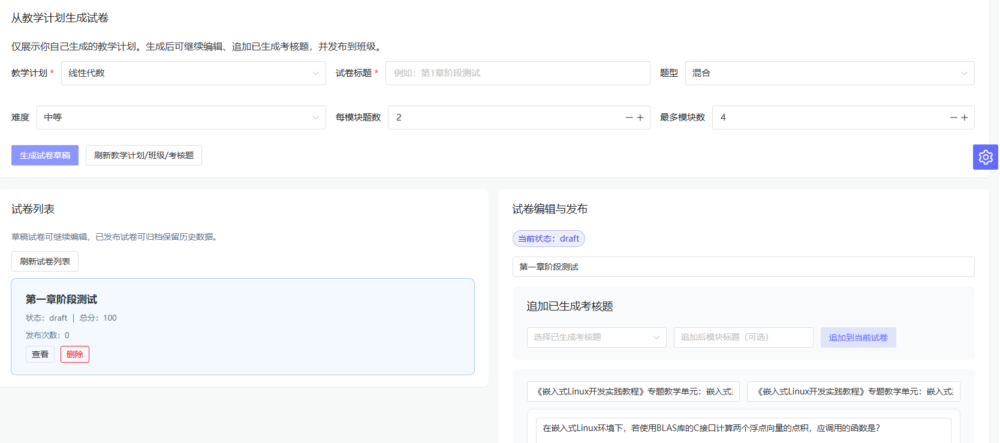 从教学计划生成试卷
仅展示你自己生成的教学计划。生成后可继续编辑、追加已生成考核题，并发布到班级。
教学计划 * 线性代数 试卷标题 * 例如：第1章阶段测试 题型 混合
难度 中等 每模块题数 2 最多模块数 4
生成试卷草稿 刷新教学计划/班级/考核题
试卷列表
草稿试卷可继续编辑，已发布试卷可归档保留历史数据。
刷新试卷列表
第一章阶段测试
状态：draft | 总分：100
发布次数：0
查看 删除
试卷编辑与发布
当前状态：draft
第一章阶段测试
追加已生成考核题
选择已生成考核题 追加后模块标题（可选） 追加到当前试卷
《嵌入式Linux开发实践教程》专题教学单元：嵌入式 《嵌入式Linux开发实践教程》专题教学单元：嵌入式
在嵌入式Linux环境下，若使用BLAS库的C接口计算两个浮点向量的点积，应调用的函数是？